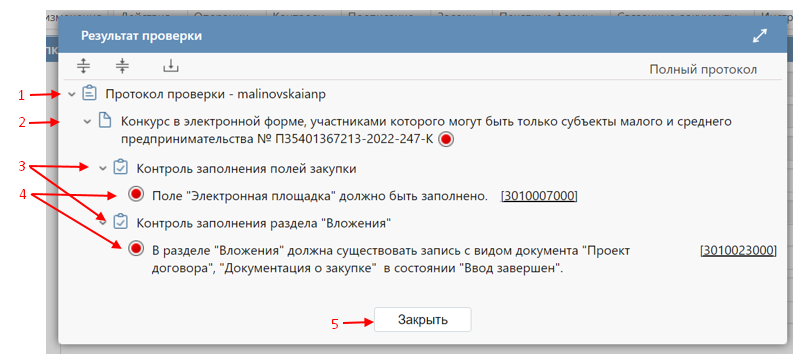 Результат проверки
Полный протокол
1
Протокол проверки - malinovskaianp
2
Конкурс в электронной форме, участниками которого могут быть только субъекты малого и среднего
предпринимательства № П35401367213-2022-247-К
3
Контроль заполнения полей закупки
4
Поле "Электронная площадка" должно быть заполнено. [3010007000]
Контроль заполнения раздела "Вложения"
В разделе "Вложения" должна существовать запись с видом документа "Проект [3010023000]
договора", "Документация о закупке" в состоянии "Ввод завершен".
5
Закрыть